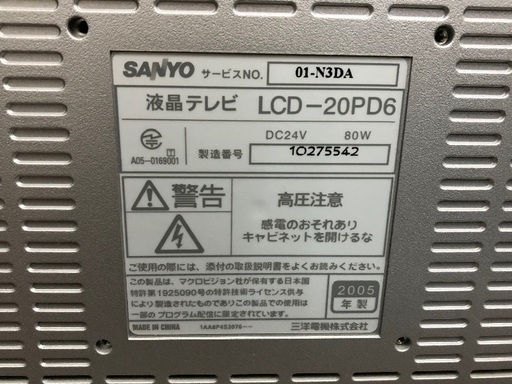 SANYO サービスNO. 01-N3DA
液晶テレビ LCD-20PD6
DC24V 80W
A05-0169001
製造番号 10275542
警告
高圧注意
感電のおそれあり
キャビネットを開けるな
ご使用の際には、添付の取扱説明書をよくお読みください。
この製品は、マクロビジョン社が保有する日本国
特許第1925090号の特許技術ライセンス供与
により製造されたものでありこの製品での使用は
一部のプログラム配信に限定されます。
2005
年製
MADE IN CHINA
三洋電機株式会社